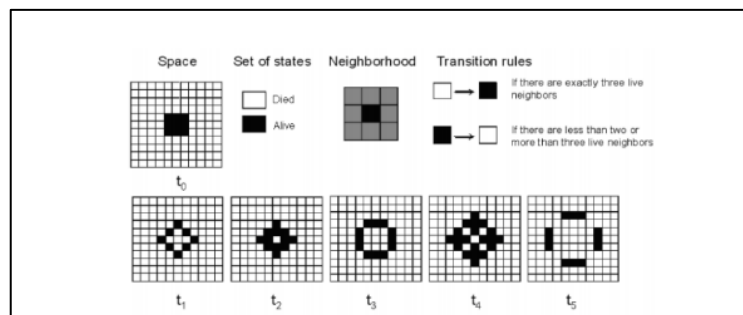 Space
Set of states
Neighborhood
Transition rules
Died
Alive
If there are exactly three live
neighbors
If there are less than two or
more than three live neighbors
t0
t1
t2
t3
t4
t5